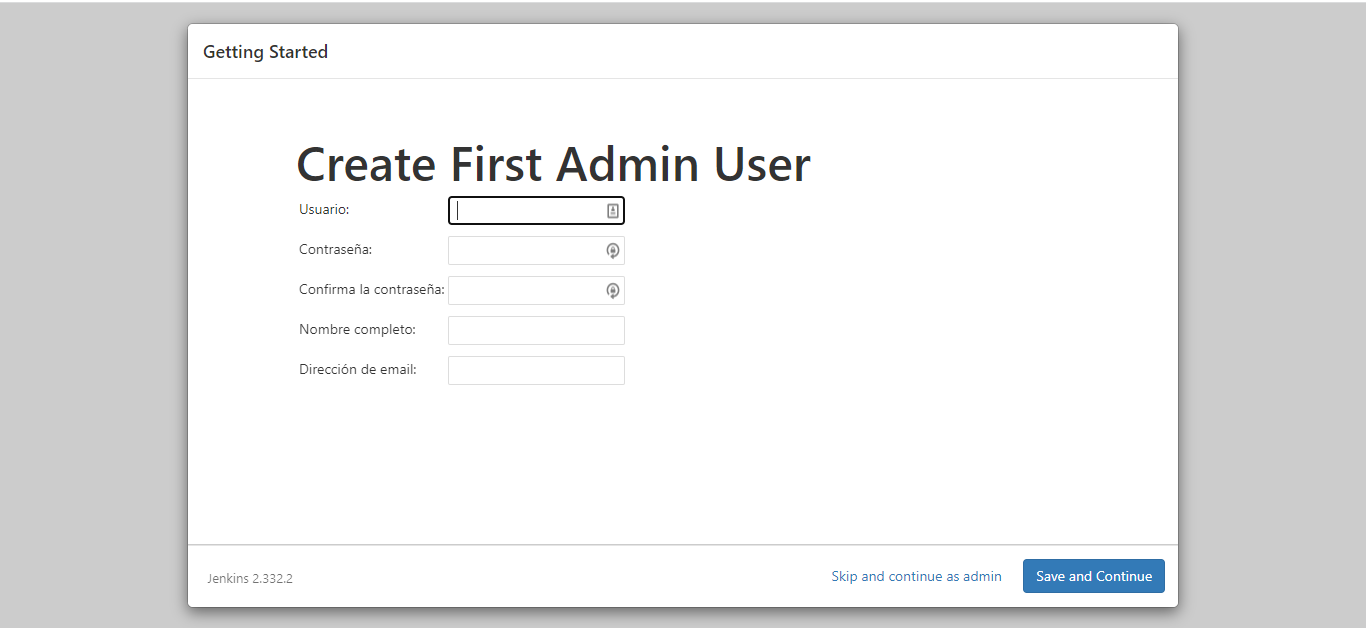 Getting Started
Create First Admin User
Usuario:
Contraseña:
Confirma la contraseña:
Nombre completo:
Dirección de email:
Jenkins 2.332.2
Skip and continue as admin
Save and Continue